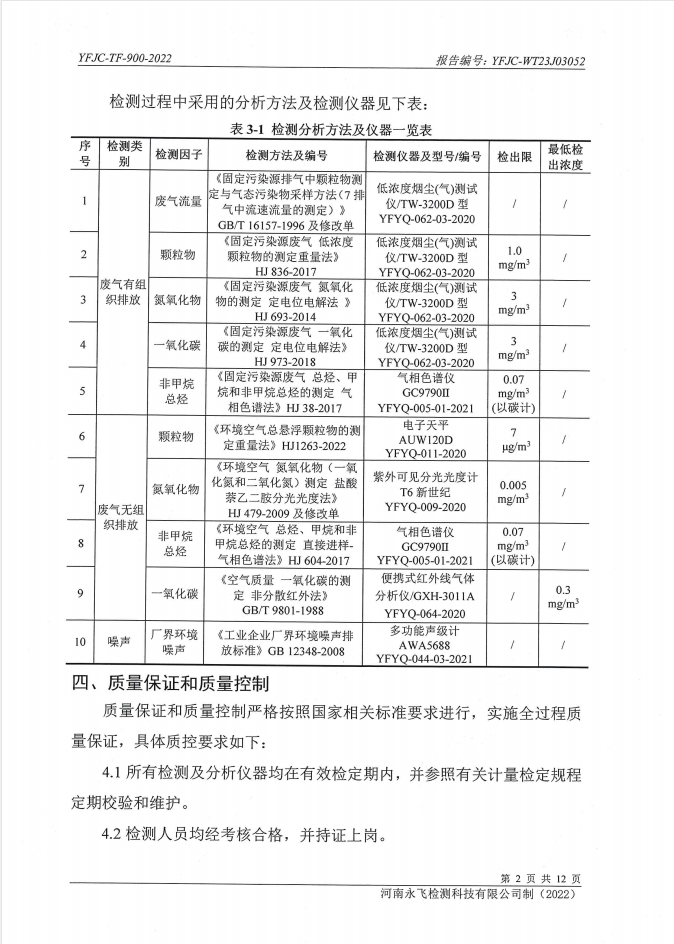 YFJC-TF-900-2022 报告编号：YFJC-WT23J03052
检测过程中采用的分析方法及检测仪器见下表：
表 3-1 检测分析方法及仪器一览表
序号 检测类别 检测因子 检测方法及编号 检测仪器及型号/编号 检出限 最低检出浓度
1 废气有组织排放 废气流量 《固定污染源排气中颗粒物测定与气态污染物采样方法（7 排气中流速流量的测定）》GB/T 16157-1996 及修改单 低浓度烟尘(气)测试仪/TW-3200D 型 YFYQ-062-03-2020 / /
2 颗粒物 《固定污染源废气 低浓度颗粒物的测定重量法》HJ 836-2017 低浓度烟尘(气)测试仪/TW-3200D 型 YFYQ-062-03-2020 1.0 mg/m³ /
3 氮氧化物 《固定污染源废气 氮氧化物的测定 定电位电解法 》HJ 693-2014 低浓度烟尘(气)测试仪/TW-3200D 型 YFYQ-062-03-2020 3 mg/m³ /
4 一氧化碳 《固定污染源废气 一氧化碳的测定 定电位电解法》HJ 973-2018 低浓度烟尘(气)测试仪/TW-3200D 型 YFYQ-062-03-2020 3 mg/m³ /
5 非甲烷总烃 《固定污染源废气 总烃、甲烷和非甲烷总烃的测定 气相色谱法》HJ 38-2017 气相色谱仪 GC9790II YFYQ-005-01-2021 0.07 mg/m³ (以碳计) /
6 废气无组织排放 颗粒物 《环境空气总悬浮颗粒物的测定重量法》HJ1263-2022 电子天平 AUW120D YFYQ-011-2020 7 μg/m³ /
7 氮氧化物 《环境空气 氮氧化物（一氧化氮和二氧化氮）测定 盐酸萘乙二胺分光光度法》HJ 479-2009 及修改单 紫外可见分光光度计 T6 新世纪 YFYQ-009-2020 0.005 mg/m³ /
8 非甲烷总烃 《环境空气 总烃、甲烷和非甲烷总烃的测定 直接进样-气相色谱法》HJ 604-2017 气相色谱仪 GC9790II YFYQ-005-01-2021 0.07 mg/m³ (以碳计) /
9 一氧化碳 《空气质量 一氧化碳的测定 非分散红外法》GB/T 9801-1988 便携式红外线气体分析仪/GXH-3011A YFYQ-064-2020 / 0.3 mg/m³
10 噪声 厂界环境噪声 《工业企业厂界环境噪声排放标准》GB 12348-2008 多功能声级计 AWA5688 YFYQ-044-03-2021 / /
四、质量保证和质量控制
质量保证和质量控制严格按照国家相关标准要求进行，实施全过程质
量保证，具体质控要求如下：
4.1 所有检测及分析仪器均在有效检定期内，并参照有关计量检定规程
定期校验和维护。
4.2 检测人员均经考核合格，并持证上岗。
第 2 页 共 12 页
河南永飞检测科技有限公司制（2022）